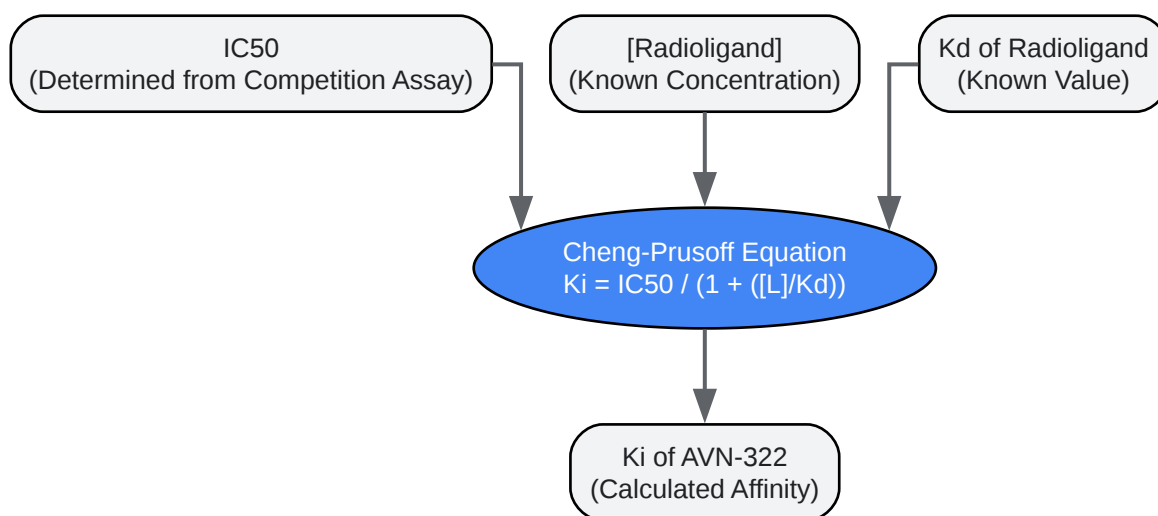 IC50
(Determined from Competition Assay)
[Radioligand]
(Known Concentration)
Kd of Radioligand
(Known Value)
Cheng-Prusoff Equation
Ki = IC50 / (1 + ([L]/Kd))
Ki of AVN-322
(Calculated Affinity)